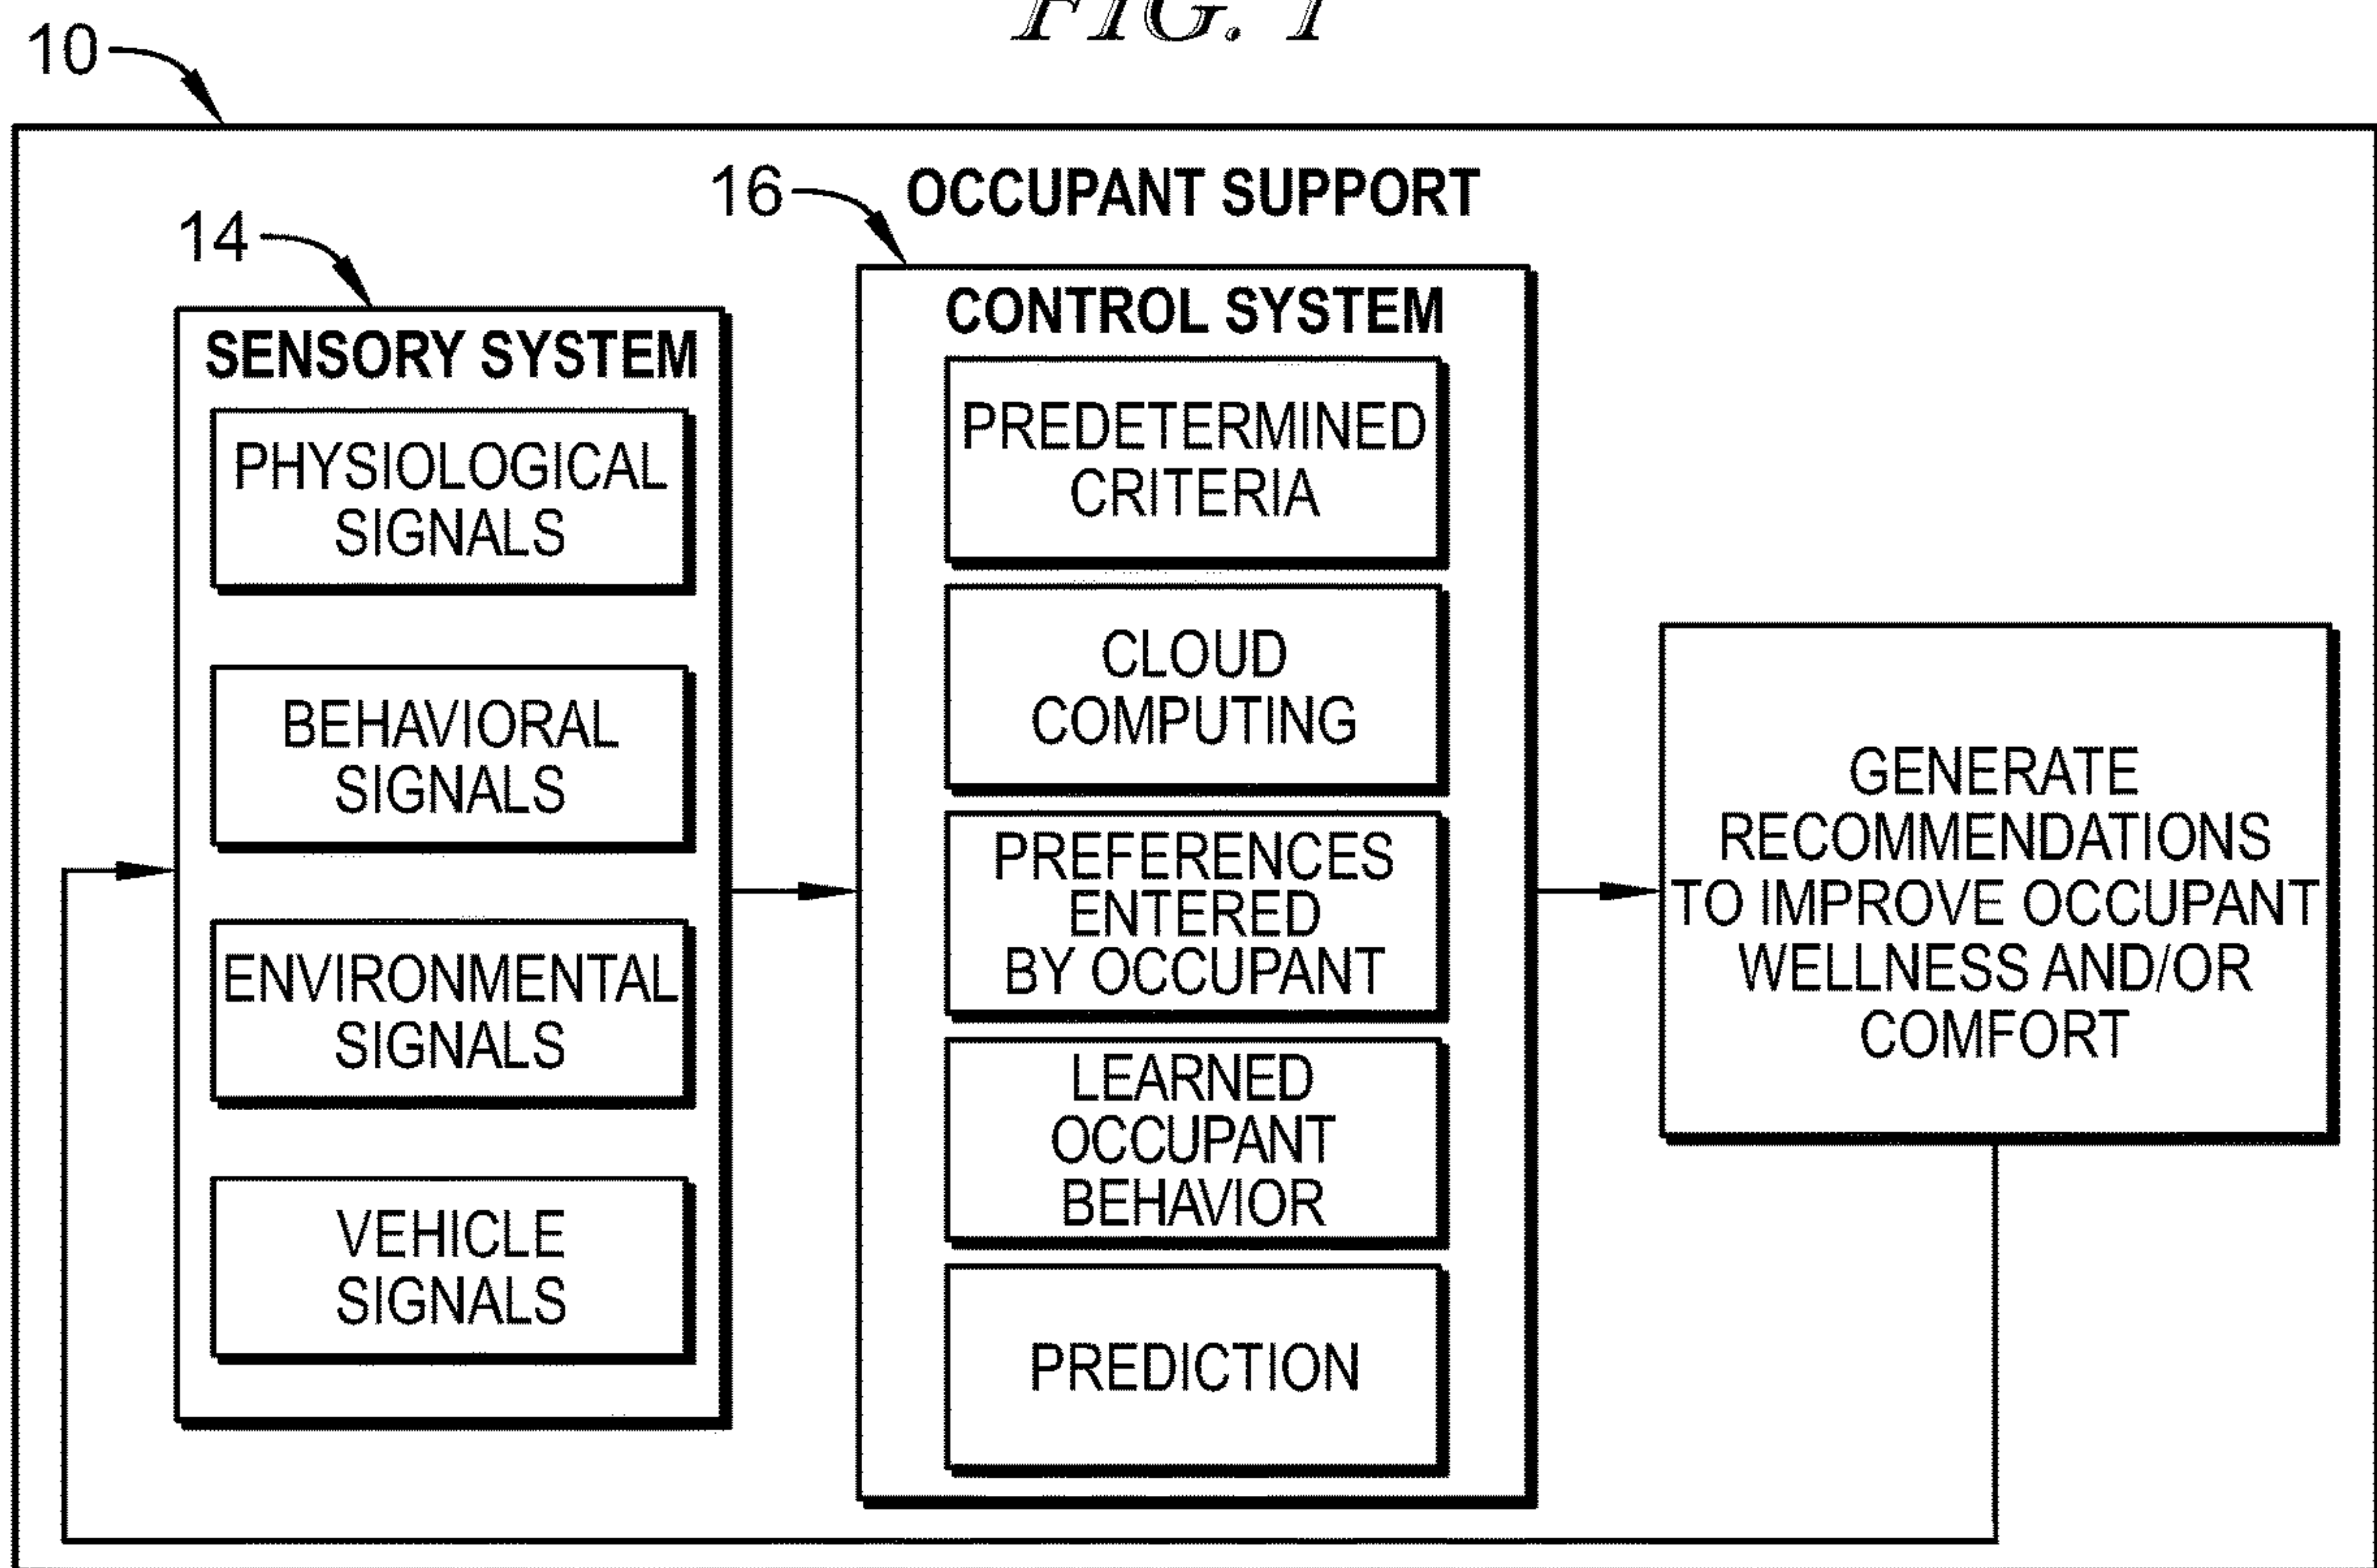 FIG. 1
10
16
OCCUPANT SUPPORT
14
SENSORY SYSTEM
PHYSIOLOGICAL
SIGNALS
BEHAVIORAL
SIGNALS
ENVIRONMENTAL
SIGNALS
VEHICLE
SIGNALS
CONTROL SYSTEM
PREDETERMINED
CRITERIA
CLOUD
COMPUTING
PREFERENCES
ENTERED
BY OCCUPANT
LEARNED
OCCUPANT
BEHAVIOR
PREDICTION
GENERATE
RECOMMENDATIONS
TO IMPROVE OCCUPANT
WELLNESS AND/OR
COMFORT